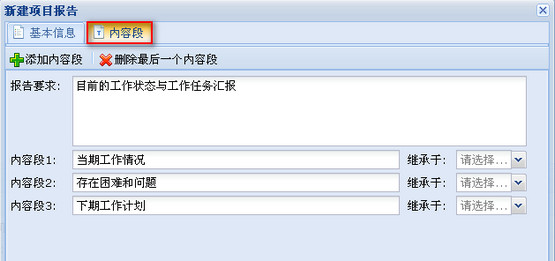 新建项目报告
基本信息 内容段
添加内容段 删除最后一个内容段
报告要求: 目前的工作状态与工作任务汇报
内容段1: 当期工作情况 继承于: 请选择...
内容段2: 存在困难和问题 继承于: 请选择...
内容段3: 下期工作计划 继承于: 请选择...